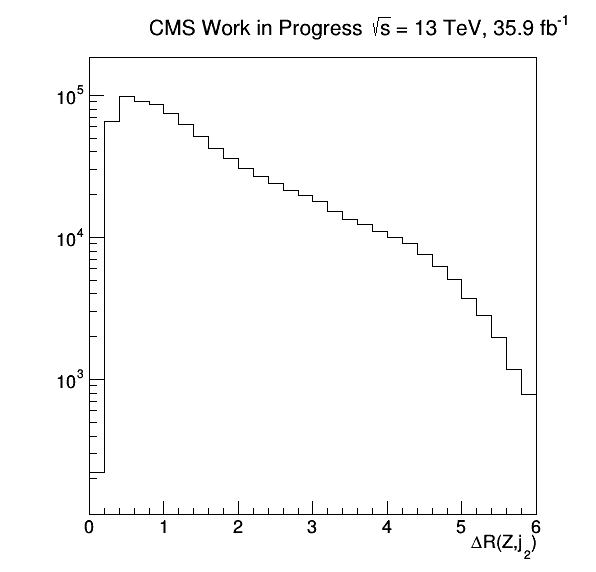 CMS Work in Progress √s = 13 TeV, 35.9 fb⁻¹
10⁵
10⁴
10³
0 1 2 3 4 5 6
ΔR(Z,j₂)